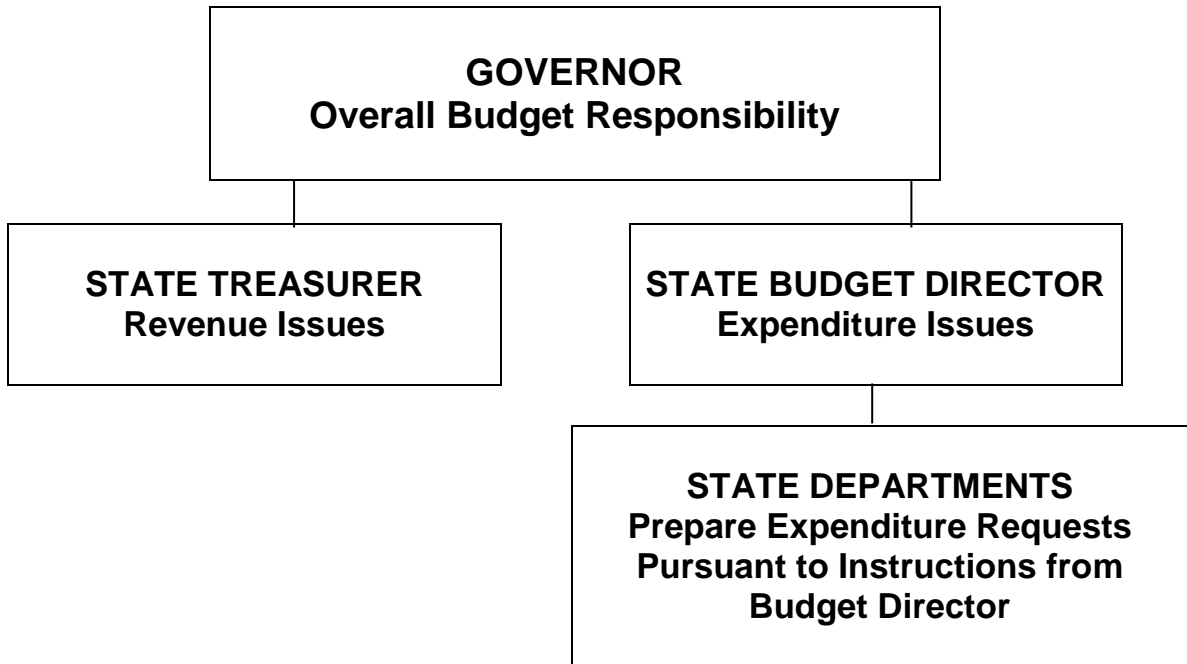 GOVERNOR
Overall Budget Responsibility
STATE TREASURER
Revenue Issues
STATE BUDGET DIRECTOR
Expenditure Issues
STATE DEPARTMENTS
Prepare Expenditure Requests
Pursuant to Instructions from
Budget Director